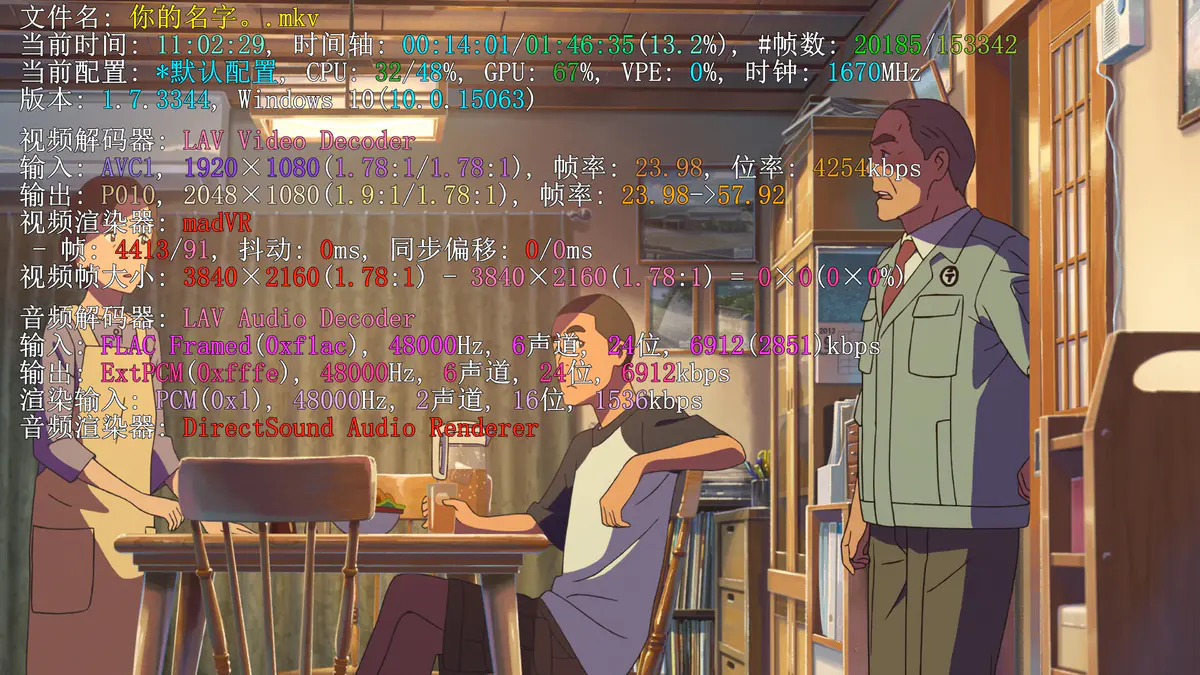 文件名: 你的名字。.mkv
当前时间: 11:02:29, 时间轴: 00:14:01/01:46:35(13.2%), #帧数: 20185/153342
当前配置: *默认配置, CPU: 32/48%, GPU: 67%, VPE: 0%, 时钟: 1670MHz
版本: 1.7.3344, Windows 10(10.0.15063)
视频解码器: LAV Video Decoder
输入: AVC1, 1920×1080(1.78:1/1.78:1), 帧率: 23.98, 位率: 4254kbps
输出: P010, 2048×1080(1.9:1/1.78:1), 帧率: 23.98->57.92
视频渲染器: madVR
- 帧: 4413/91, 抖动: 0ms, 同步偏移: 0/0ms
视频帧大小: 3840×2160(1.78:1) - 3840×2160(1.78:1) = 0×0(0×0%)
音频解码器: LAV Audio Decoder
输入: FLAC Framed(0xf1ac), 48000Hz, 6声道, 24位, 6912(2851)kbps
输出: ExtPCM(0xfffe), 48000Hz, 6声道, 24位, 6912kbps
渲染输入: PCM(0x1), 48000Hz, 2声道, 16位, 1536kbps
音频渲染器: DirectSound Audio Renderer
2013